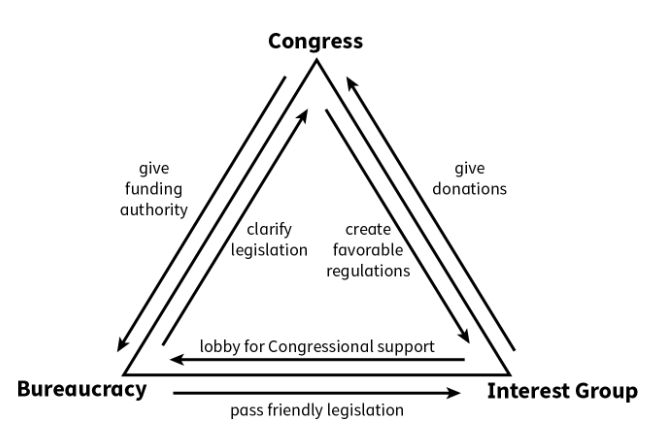 Congress
give
funding
authority
give
donations
clarify
legislation
create
favorable
regulations
lobby for Congressional support
Bureaucracy
Interest Group
pass friendly legislation